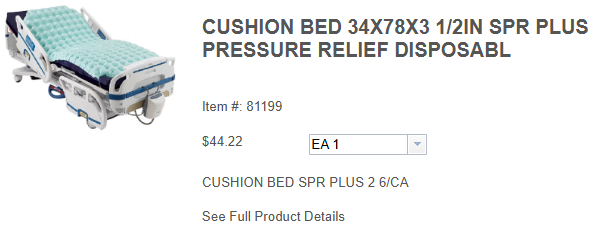 CUSHION BED 34X78X3 1/2IN SPR PLUS
PRESSURE RELIEF DISPOSABL
Item #: 81199
$44.22
EA 1
CUSHION BED SPR PLUS 2 6/CA
See Full Product Details